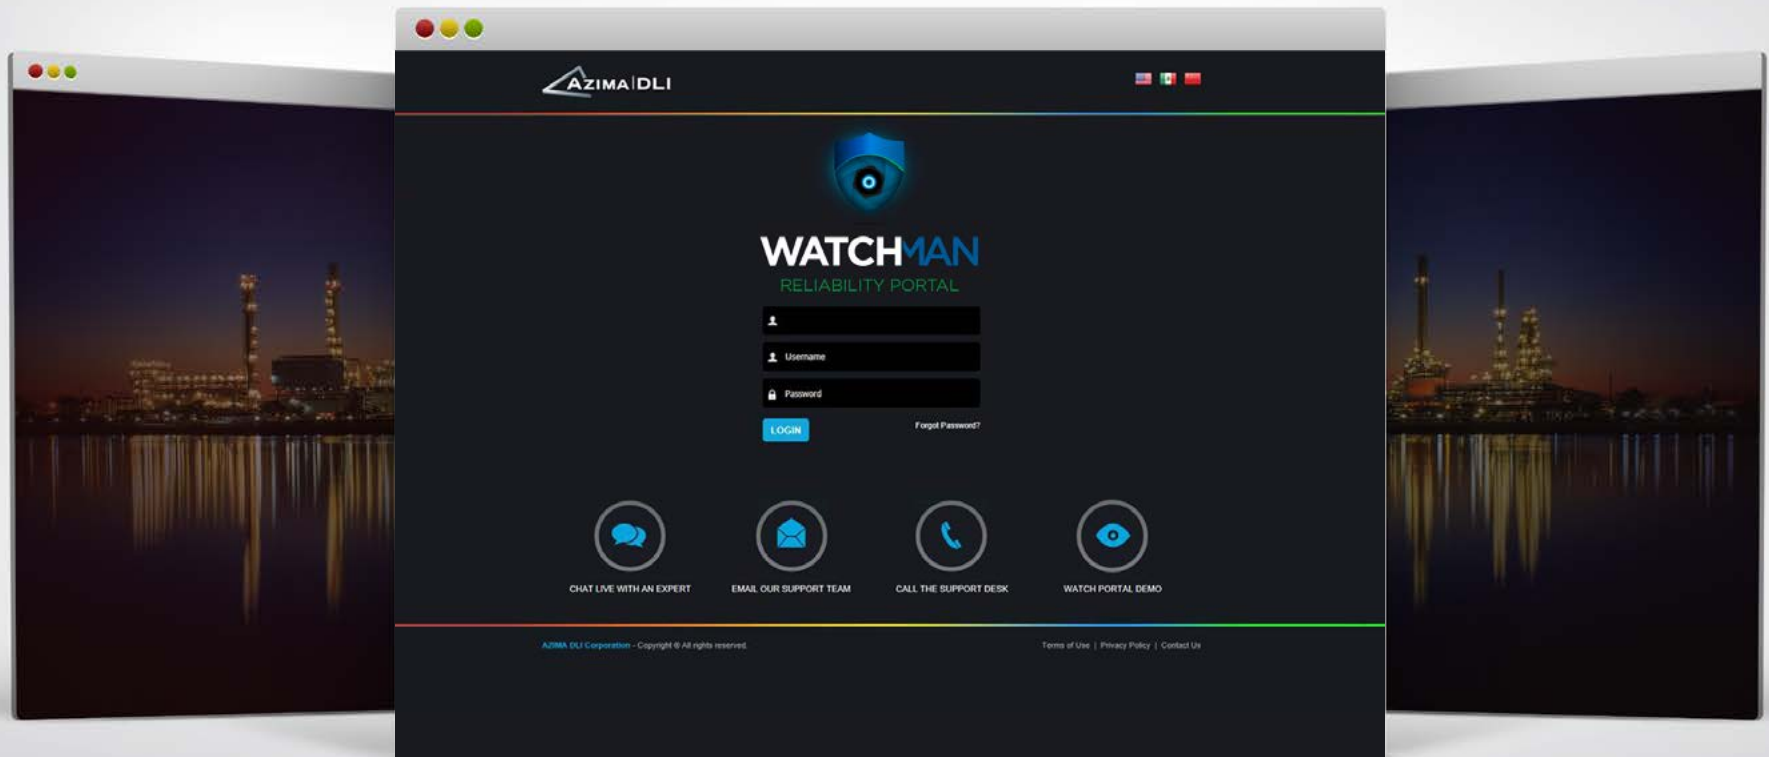 AZIMA|DLI
WATCHMAN
RELIABILITY PORTAL
Username
Password
LOGIN
Forgot Password?
CHAT LIVE WITH AN EXPERT
EMAIL OUR SUPPORT TEAM
CALL THE SUPPORT DESK
WATCH PORTAL DEMO
AZIMA DLI Corporation - Copyright © All rights reserved.
Terms of Use | Privacy Policy | Contact Us